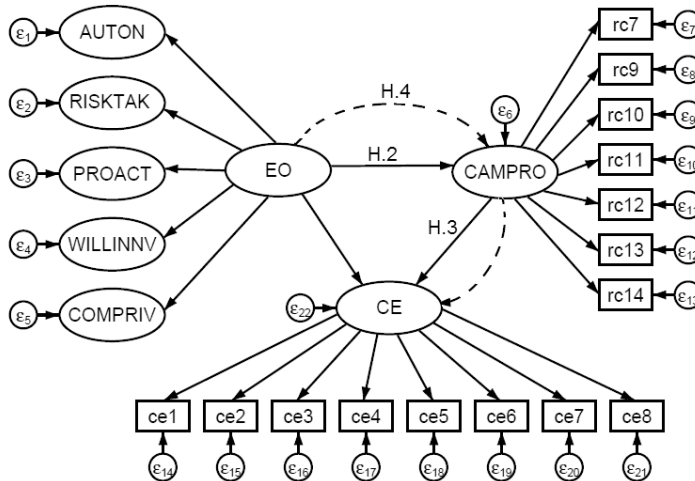 ε1 AUTON
ε2 RISKTAK
ε3 PROACT
ε4 WILLINNV
ε5 COMPRIV
EO
H.4
H.2
H.3
ε6
CAMPRO
rc7 ε7
rc9 ε8
rc10 ε9
rc11 ε10
rc12 ε11
rc13 ε12
rc14 ε13
ε22 CE
ce1 ce2 ce3 ce4 ce5 ce6 ce7 ce8
ε14 ε15 ε16 ε17 ε18 ε19 ε20 ε21